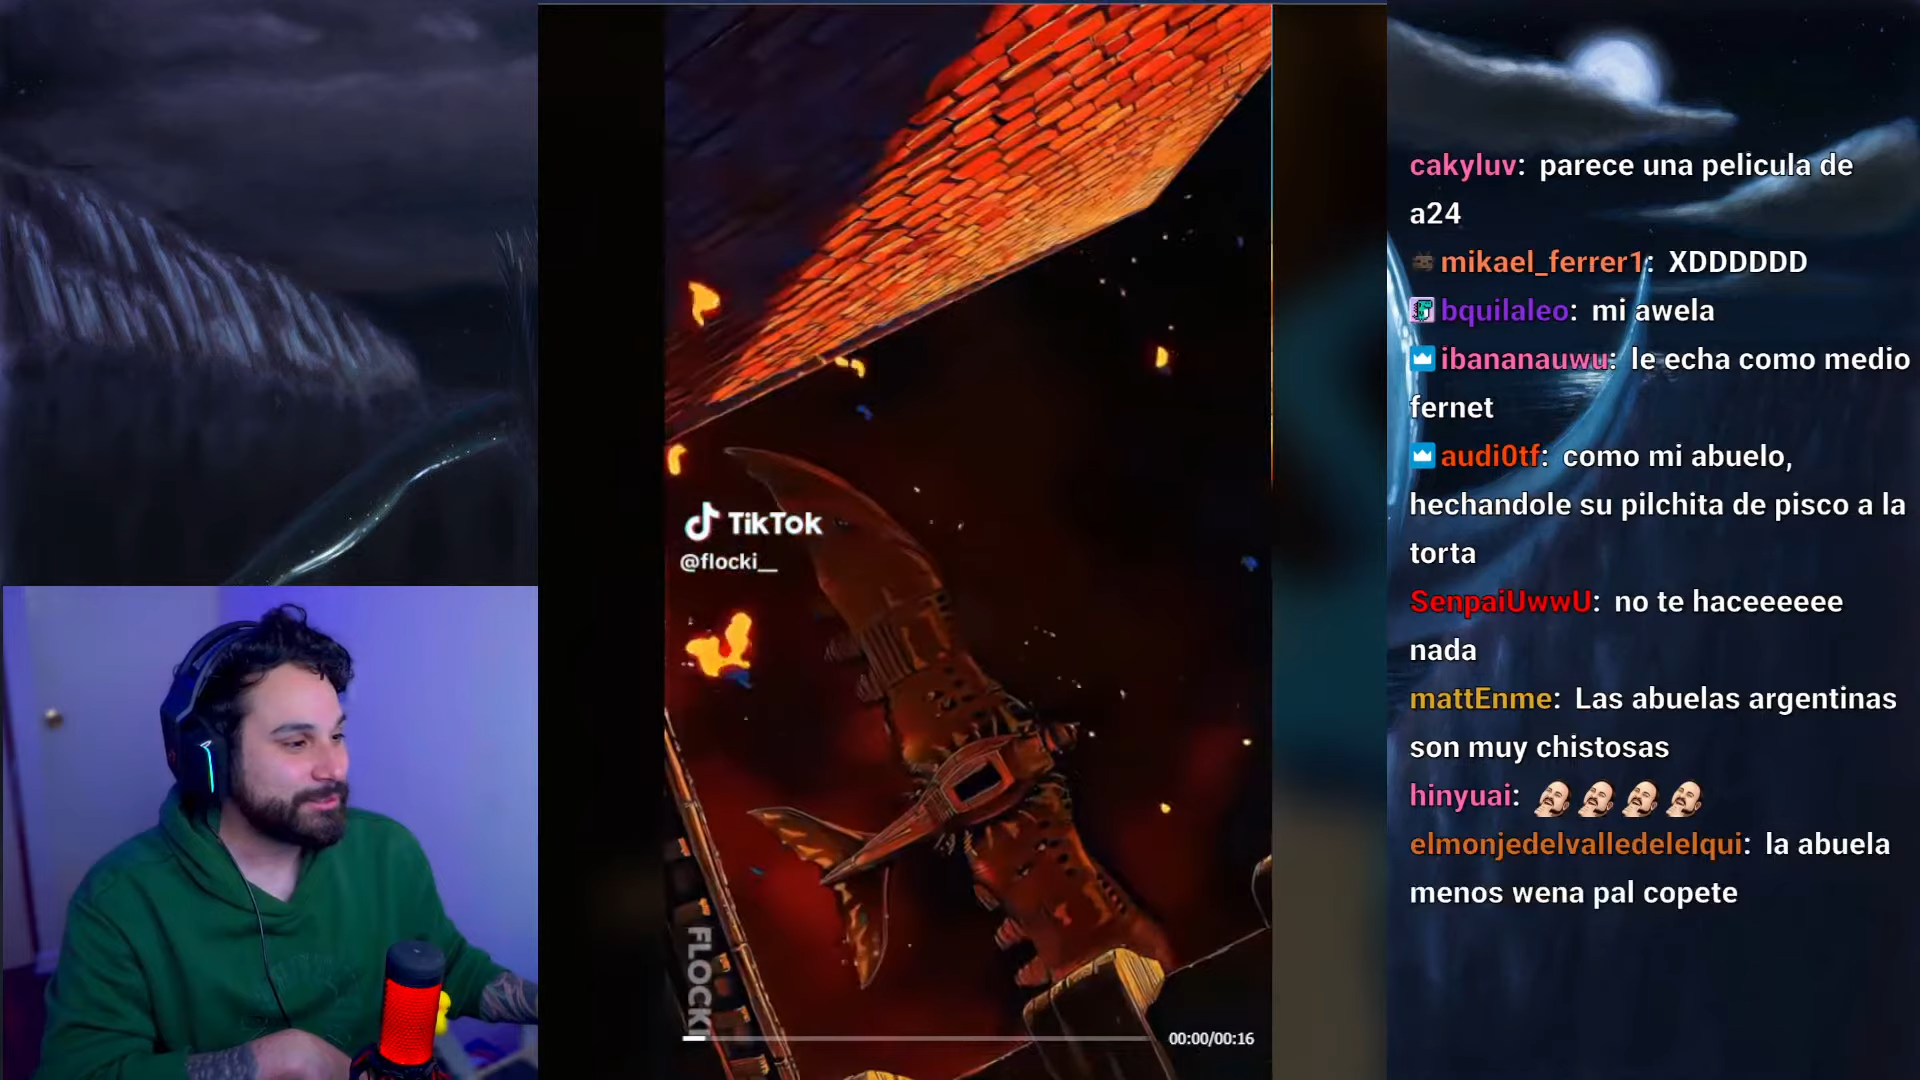 TikTok
@flocki__
FLOCKI
00:00/00:16
cakyluv: parece una pelicula de
a24
mikael_ferrer1: XDDDDDD
bquilaleo: mi awela
ibananauwu: le echa como medio
fernet
audi0tf: como mi abuelo,
hechandole su pilchita de pisco a la
torta
SenpaiUwwU: no te haceeeeee
nada
mattEnme: Las abuelas argentinas
son muy chistosas
hinyuai:
elmonjedelvalledelelqui: la abuela
menos wena pal copete